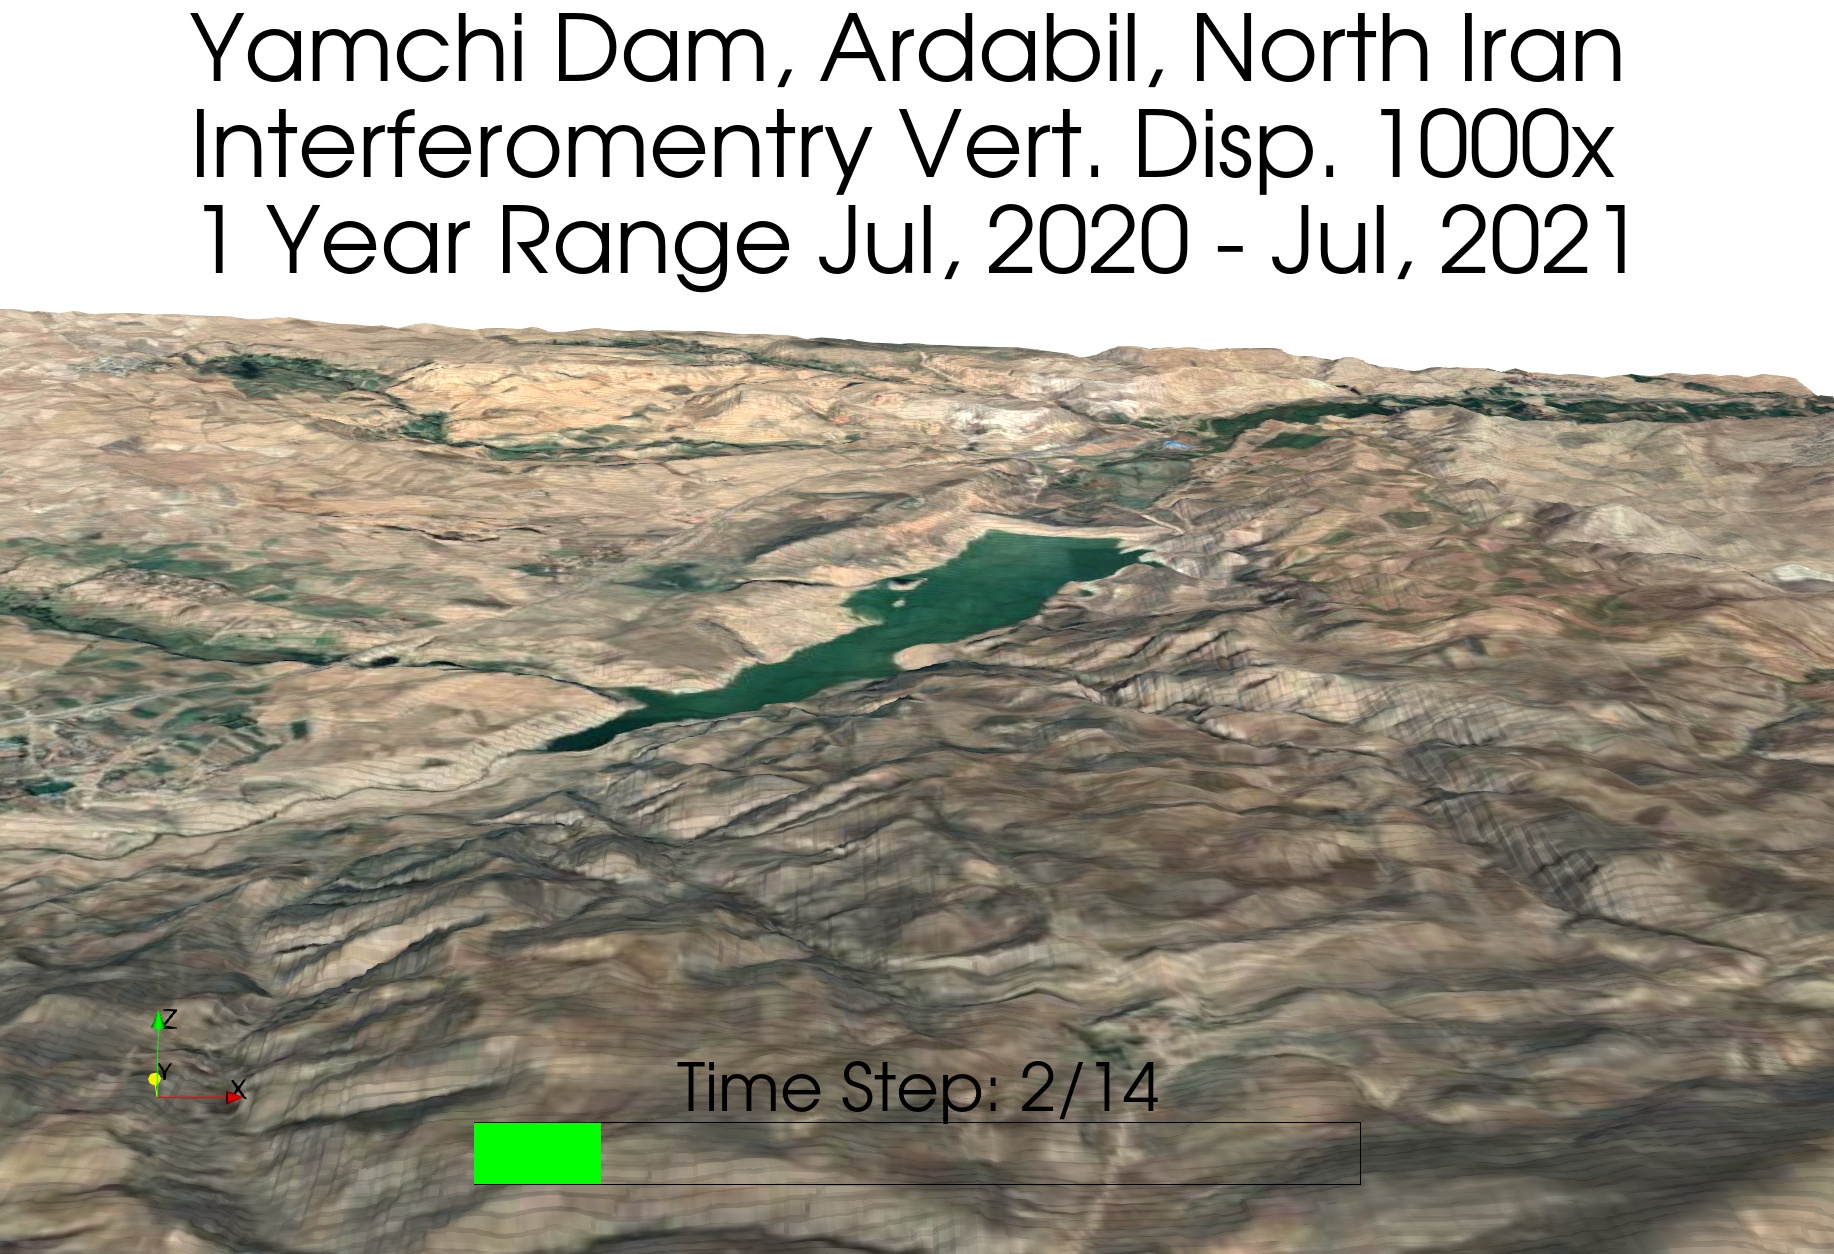 Yamchi Dam, Ardabil, North Iran
Interferomentry Vert. Disp. 1000x
1 Year Range Jul, 2020 - Jul, 2021
Z
Y
X
Time Step: 2/14